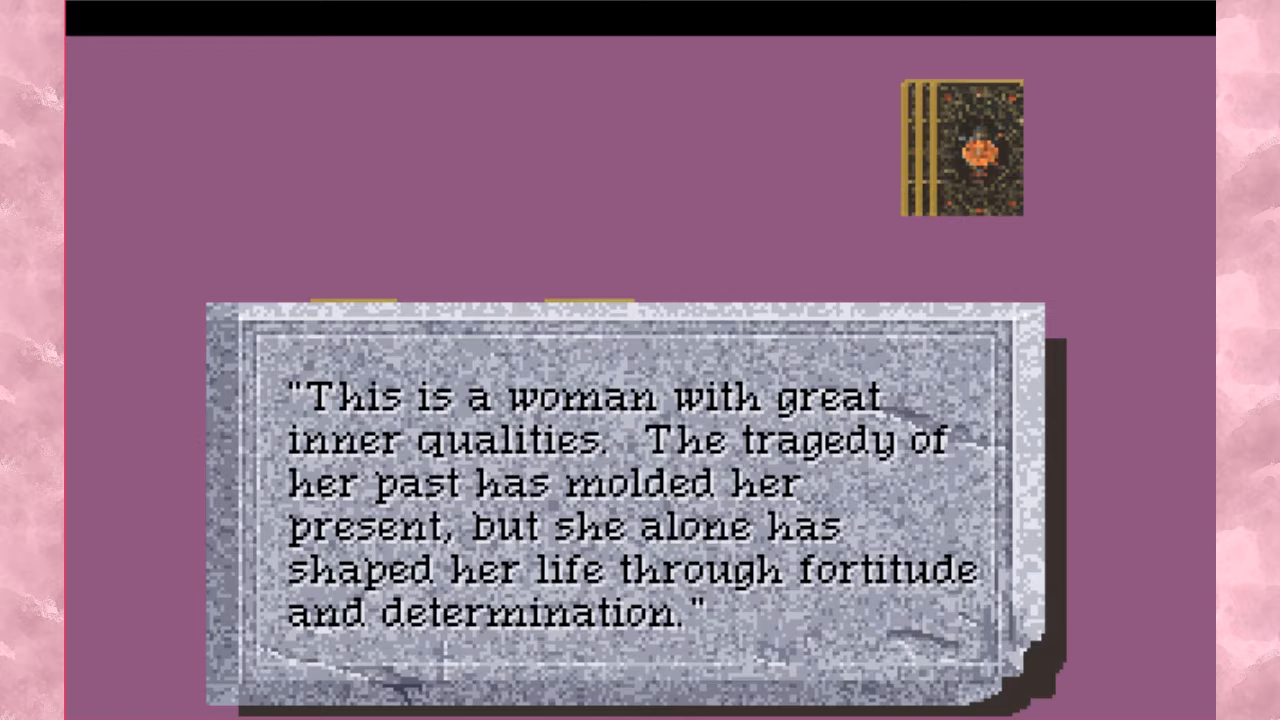 "This is a woman with great
inner qualities.  The tragedy of
her past has molded her
present, but she alone has
shaped her life through fortitude
and determination."